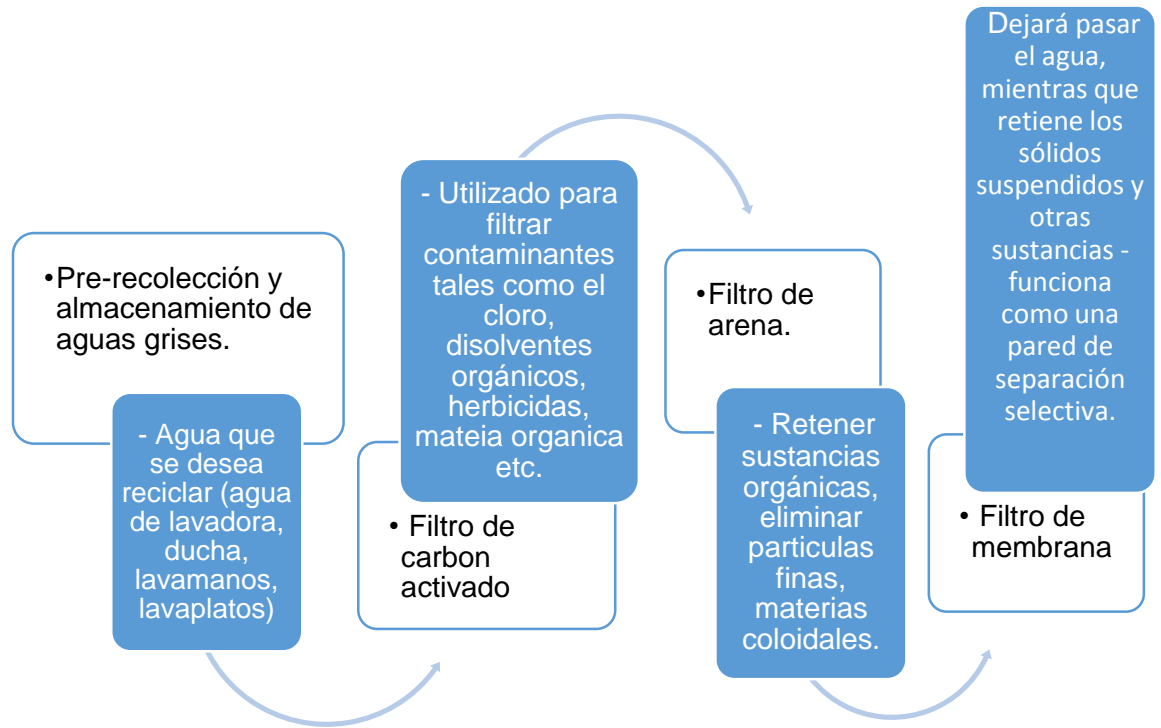 •Pre-recolección y
almacenamiento de
aguas grises.
- Agua que
se desea
reciclar (agua
de lavadora,
ducha,
lavamanos,
lavaplatos)
- Utilizado para
filtrar
contaminantes
tales como el
cloro,
disolventes
orgánicos,
herbicidas,
mateia organica
etc.
• Filtro de
carbon
activado
•Filtro de
arena.
- Retener
sustancias
orgánicas,
eliminar
particulas
finas,
materias
coloidales.
Dejará pasar
el agua,
mientras que
retiene los
sólidos
suspendidos y
otras
sustancias -
funciona
como una
pared de
separación
selectiva.
• Filtro de
membrana